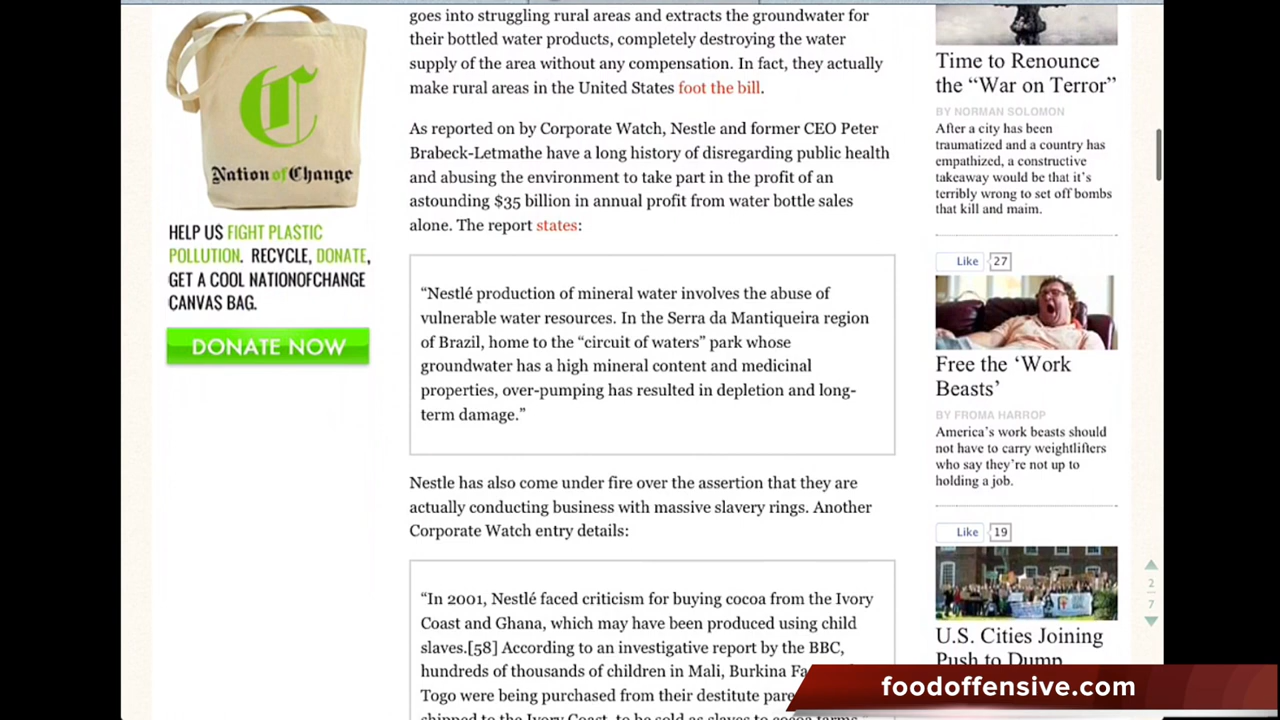 C
Nation of Change
HELP US FIGHT PLASTIC
POLLUTION. RECYCLE, DONATE,
GET A COOL NATIONOFCHANGE
CANVAS BAG.
DONATE NOW
goes into struggling rural areas and extracts the groundwater for
their bottled water products, completely destroying the water
supply of the area without any compensation. In fact, they actually
make rural areas in the United States foot the bill.
As reported on by Corporate Watch, Nestle and former CEO Peter
Brabeck-Letmathe have a long history of disregarding public health
and abusing the environment to take part in the profit of an
astounding $35 billion in annual profit from water bottle sales
alone. The report states:
“Nestlé production of mineral water involves the abuse of
vulnerable water resources. In the Serra da Mantiqueira region
of Brazil, home to the “circuit of waters” park whose
groundwater has a high mineral content and medicinal
properties, over-pumping has resulted in depletion and long-
term damage.”
Nestle has also come under fire over the assertion that they are
actually conducting business with massive slavery rings. Another
Corporate Watch entry details:
“In 2001, Nestlé faced criticism for buying cocoa from the Ivory
Coast and Ghana, which may have been produced using child
slaves.[58] According to an investigative report by the BBC,
hundreds of thousands of children in Mali, Burkina
Togo were being purchased from their destitute
shipped to the Ivory Coast, to be sold as slaves to cocoa farms.
Time to Renounce
the “War on Terror”
BY NORMAN SOLOMON
After a city has been
traumatized and a country has
empathized, a constructive
takeaway would be that it’s
terribly wrong to set off bombs
that kill and maim.
Like 27
Free the ‘Work
Beasts’
BY FROMA HARROP
America’s work beasts should
not have to carry weightlifters
who say they’re not up to
holding a job.
Like 19
U.S. Cities Joining
Push to Dump
2
7
foodoffensive.com